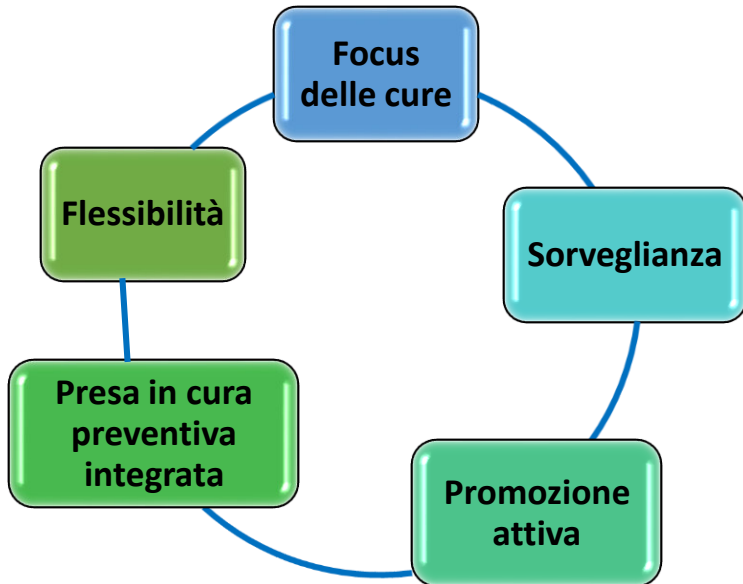 Focus
delle cure
Sorveglianza
Promozione
attiva
Presa in cura
preventiva
integrata
Flessibilità